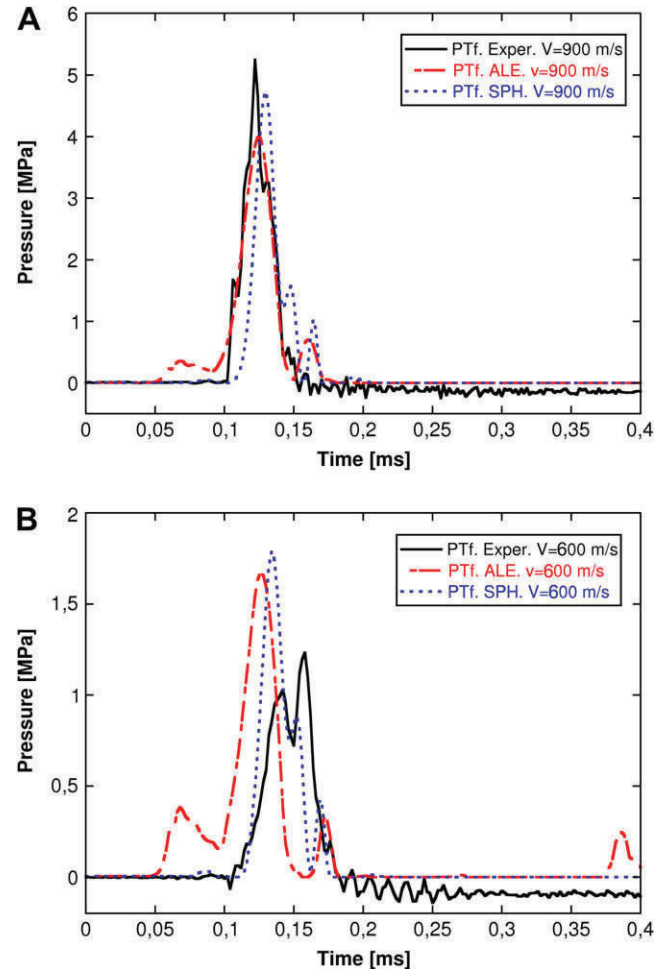 A
6
5
4
3
2
1
0
Pressure [MPa]
PTf. Exper. V=900 m/s
PTf. ALE. v=900 m/s
PTf. SPH. V=900 m/s
0 0,05 0,1 0,15 0,2 0,25 0,3 0,35 0,4
Time [ms]
B
2
1,5
1
0,5
0
Pressure [MPa]
PTf. Exper. V=600 m/s
PTf. ALE. v=600 m/s
PTf. SPH. V=600 m/s
0 0,05 0,1 0,15 0,2 0,25 0,3 0,35 0,4
Time [ms]